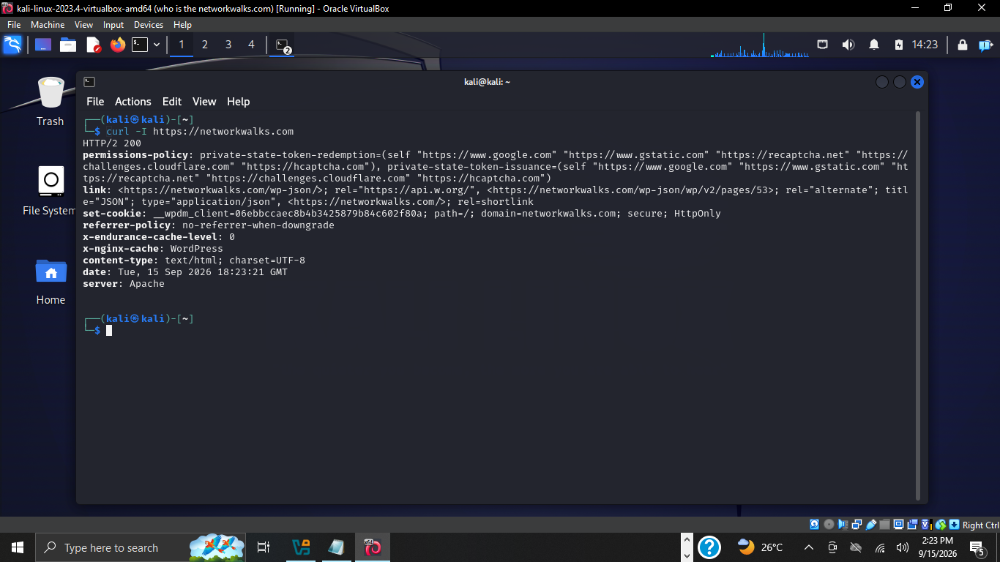 kali-linux-2023.4-virtualbox-amd64 (who is the networkwalks.com) [Running] - Oracle VirtualBox
File Machine View Input Devices Help
1 2 3 4 2 14:23
kali@kali: ~
File Actions Edit View Help
Trash
File System
Home
┌──(kali㉿kali)-[~]
└─$ curl -I https://networkwalks.com
HTTP/2 200
permissions-policy: private-state-token-redemption=(self "https://www.google.com" "https://www.gstatic.com" "https://recaptcha.net" "https://
challenges.cloudflare.com" "https://hcaptcha.com"), private-state-token-issuance=(self "https://www.google.com" "https://www.gstatic.com" "ht
tps://recaptcha.net" "https://challenges.cloudflare.com" "https://hcaptcha.com")
link: <https://networkwalks.com/wp-json/>; rel="https://api.w.org/", <https://networkwalks.com/wp-json/wp/v2/pages/53>; rel="alternate"; titl
e="JSON"; type="application/json", <https://networkwalks.com/>; rel=shortlink
set-cookie: __wpdm_client=06ebbccaec8b4b3425879b84c602f80a; path=/; domain=networkwalks.com; secure; HttpOnly
referrer-policy: no-referrer-when-downgrade
x-endurance-cache-level: 0
x-nginx-cache: WordPress
content-type: text/html; charset=UTF-8
date: Tue, 15 Sep 2026 18:23:21 GMT
server: Apache
┌──(kali㉿kali)-[~]
└─$
Right Ctrl
Type here to search
26°C
2:23 PM
9/15/2026
5